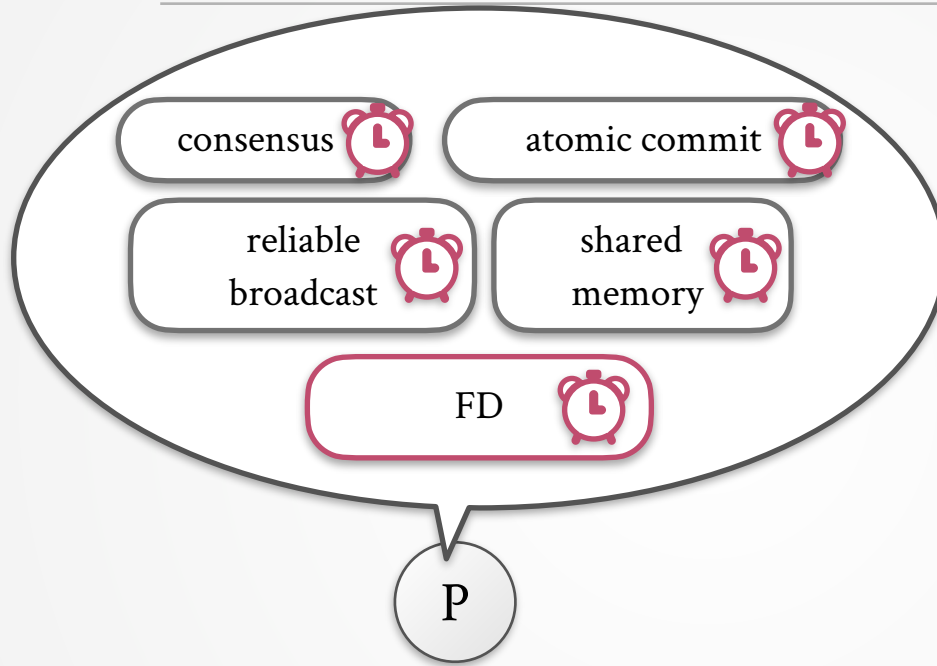 consensus
atomic commit
reliable
broadcast
shared
memory
FD
P